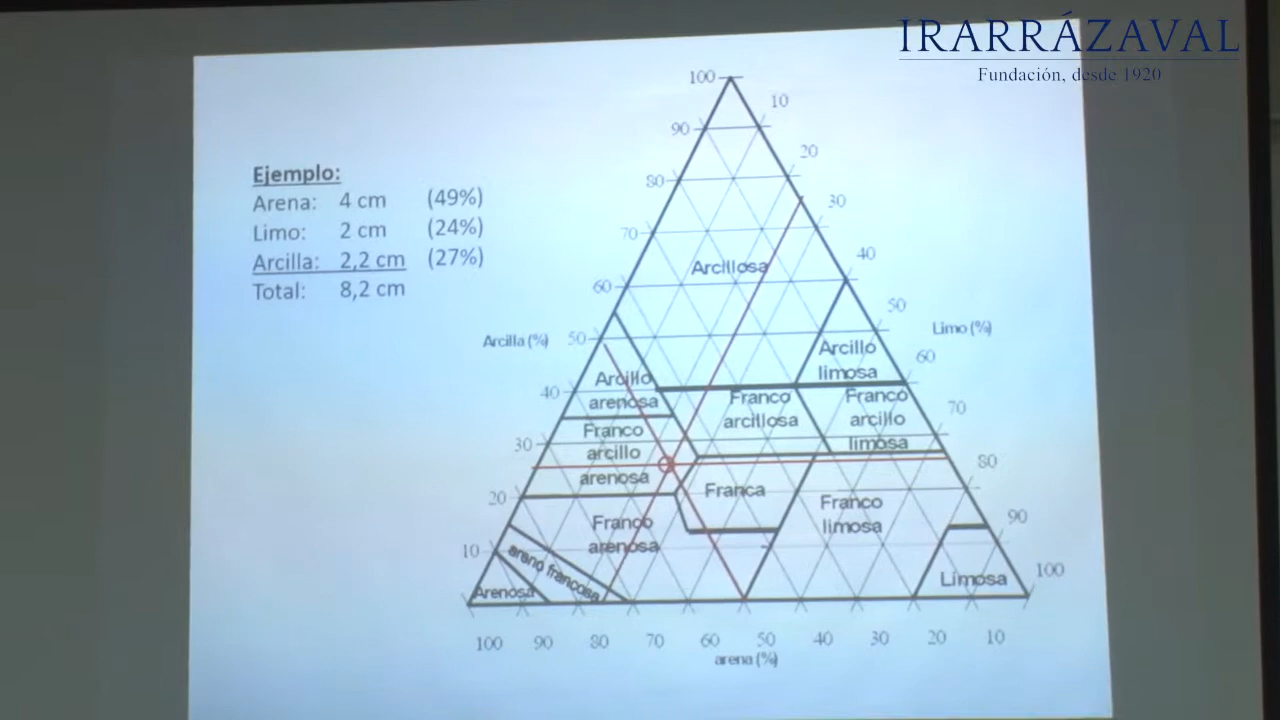 IRARRÁZAVAL
Fundación, desde 1920
Ejemplo:
Arena: 4 cm (49%)
Limo: 2 cm (24%)
Arcilla: 2,2 cm (27%)
Total: 8,2 cm
100
90
80
70
60
50
40
30
20
10
Arcilla (%)
10
20
30
40
50
60
70
80
90
100
Limo (%)
Arcillosa
Arcillo
limosa
Arcillo
arenosa
Franco
arcillosa
Franco
arcillo
limosa
Franco
arcillo
arenosa
Franca
Franco
limosa
Franco
arenosa
areno francosa
Arenosa
Limosa
100 90 80 70 60 50 40 30 20 10
arena (%)